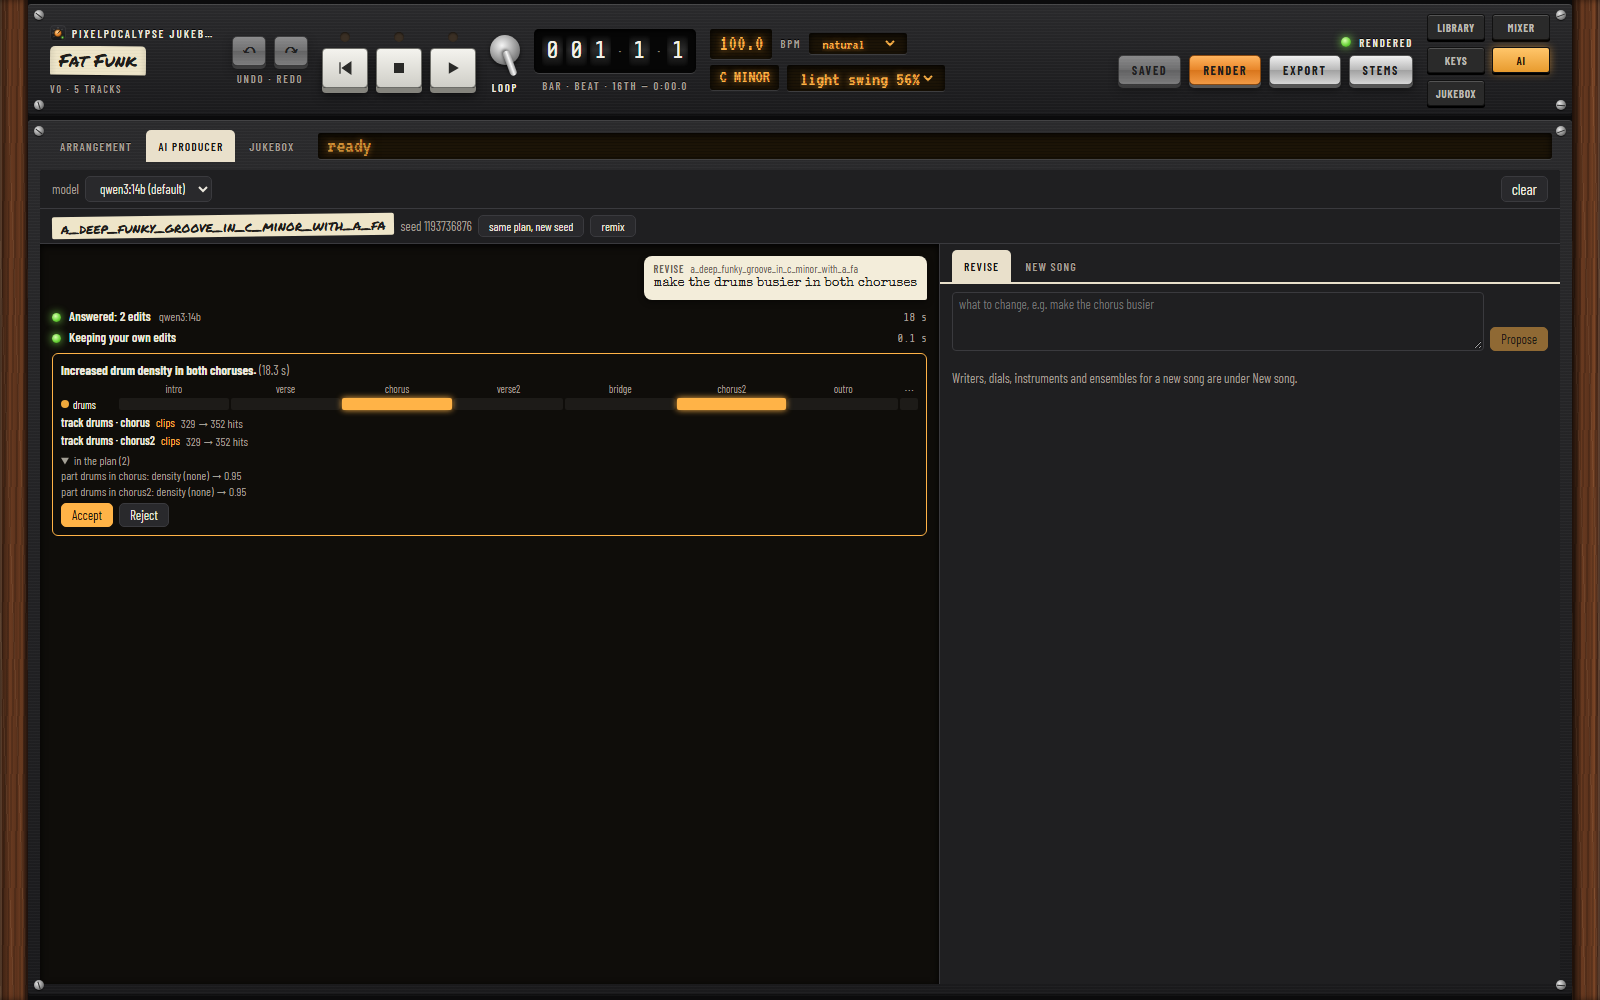 PIXELPOCALYPSE JUKEB…
FAT FUNK
V0 · 5 TRACKS
UNDO · REDO
LOOP
001·1·1
BAR · BEAT · 16TH — 0:00.0
100.0 BPM natural
C MINOR light swing 56%
RENDERED
SAVED RENDER EXPORT STEMS
LIBRARY MIXER
KEYS AI
JUKEBOX
ARRANGEMENT AI PRODUCER JUKEBOX ready
model qwen3:14b (default) clear
A_DEEP_FUNKY_GROOVE_IN_C_MINOR_WITH_A_FA seed 1193736876 same plan, new seed remix
REVISE a_deep_funky_groove_in_c_minor_with_a_fa
make the drums busier in both choruses
Answered: 2 edits qwen3:14b 18 s
Keeping your own edits 0.1 s
Increased drum density in both choruses. (18.3 s)
intro verse chorus verse2 bridge chorus2 outro …
drums
track drums · chorus clips 329 → 352 hits
track drums · chorus2 clips 329 → 352 hits
▼ in the plan (2)
part drums in chorus: density (none) → 0.95
part drums in chorus2: density (none) → 0.95
Accept Reject
REVISE NEW SONG
what to change, e.g. make the chorus busier
Propose
Writers, dials, instruments and ensembles for a new song are under New song.